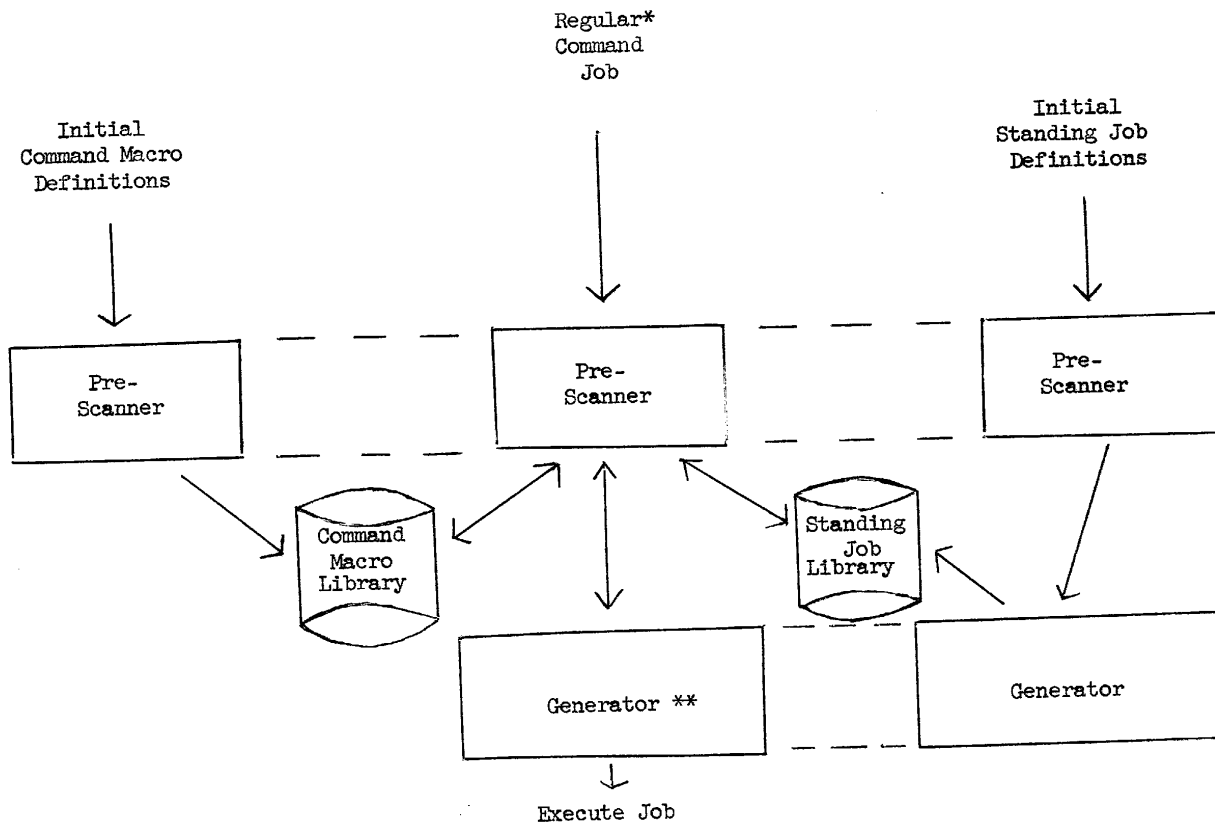 Regular*
Command
Job
Initial
Command Macro
Definitions
Initial
Standing Job
Definitions
Pre-
Scanner
Pre-
Scanner
Pre-
Scanner
Command
Macro
Library
Standing
Job
Library
Generator **
Generator
Execute Job